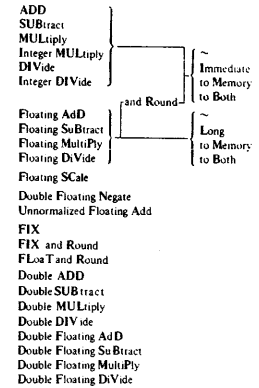 ADD
SUBtract
MULtiply
Integer MULtiply
DIVide
Integer DIVide
~
Immediate
to Memory
to Both
and Round
Floating AdD
Floating SuBtract
Floating MultiPly
Floating DiVide
~
Long
to Memory
to Both
Floating SCale
Double Floating Negate
Unnormalized Floating Add
FIX
FIX and Round
FLoaT and Round
Double ADD
Double SUBtract
Double MULtiply
Double DIVide
Double Floating AdD
Double Floating SuBtract
Double Floating MultiPly
Double Floating DiVide